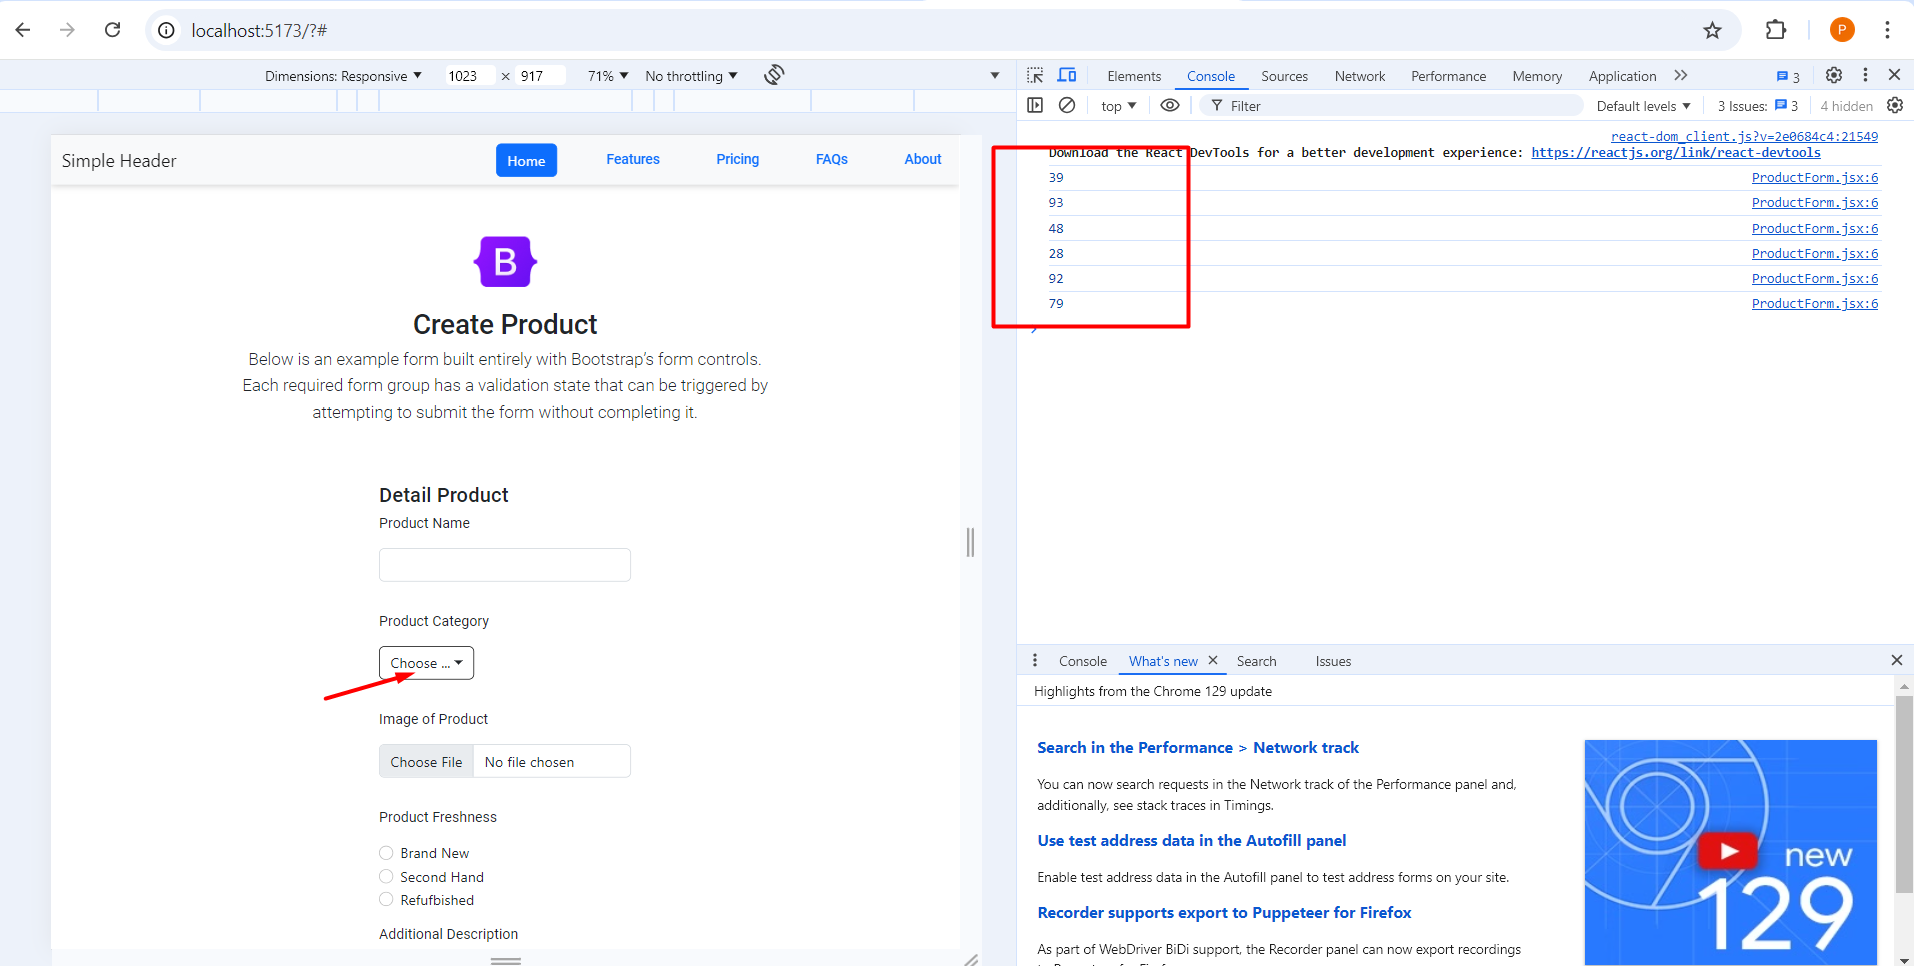 localhost:5173/?#
P
Dimensions: Responsive 1023 × 917 71% No throttling
Elements Console Sources Network Performance Memory Application 3
top Filter Default levels 3 Issues: 3 4 hidden
react-dom_client.js?v=2e0684c4:21549
Download the React DevTools for a better development experience: https://reactjs.org/link/react-devtools
39 ProductForm.jsx:6
93 ProductForm.jsx:6
48 ProductForm.jsx:6
28 ProductForm.jsx:6
92 ProductForm.jsx:6
79 ProductForm.jsx:6
Simple Header Home Features Pricing FAQs About
B
Create Product
Below is an example form built entirely with Bootstrap's form controls.
Each required form group has a validation state that can be triggered by
attempting to submit the form without completing it.
Detail Product
Product Name
Product Category
Choose ...
Image of Product
Choose File No file chosen
Product Freshness
Brand New
Second Hand
Refufbished
Additional Description
Console What's new Search Issues
Highlights from the Chrome 129 update
Search in the Performance > Network track
You can now search requests in the Network track of the Performance panel and,
additionally, see stack traces in Timings.
Use test address data in the Autofill panel
Enable test address data in the Autofill panel to test address forms on your site.
Recorder supports export to Puppeteer for Firefox
As part of WebDriver BiDi support, the Recorder panel can now export recordings
new
129